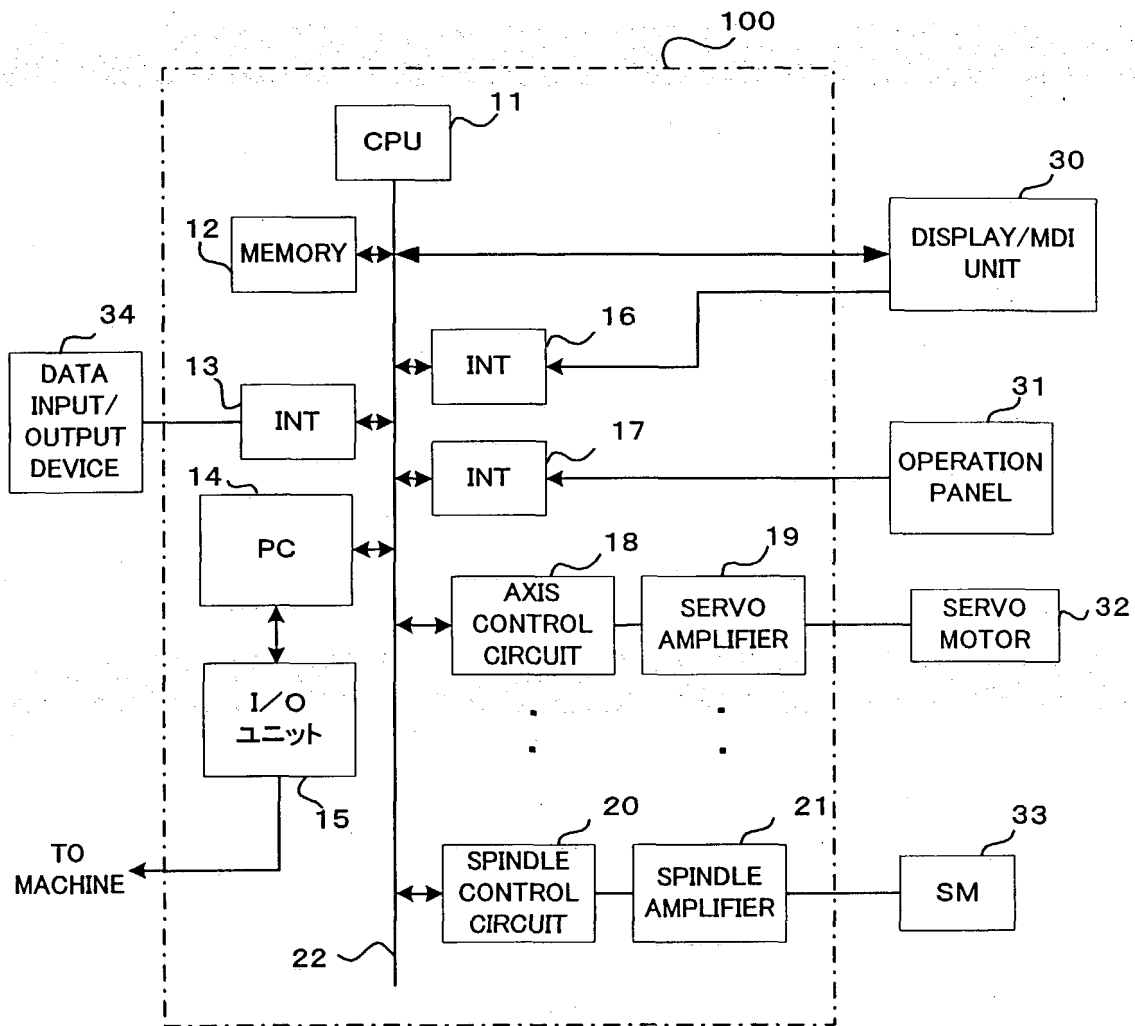 100
11
CPU
30
12
MEMORY
DISPLAY/MDI
UNIT
34
16
DATA
INPUT/
OUTPUT
DEVICE
13
INT
INT
31
17
14
INT
OPERATION
PANEL
PC
18
19
AXIS
CONTROL
CIRCUIT
SERVO
AMPLIFIER
SERVO
MOTOR
32
I/O
ユニット
15
20
21
33
TO
MACHINE
SPINDLE
CONTROL
CIRCUIT
SPINDLE
AMPLIFIER
SM
22